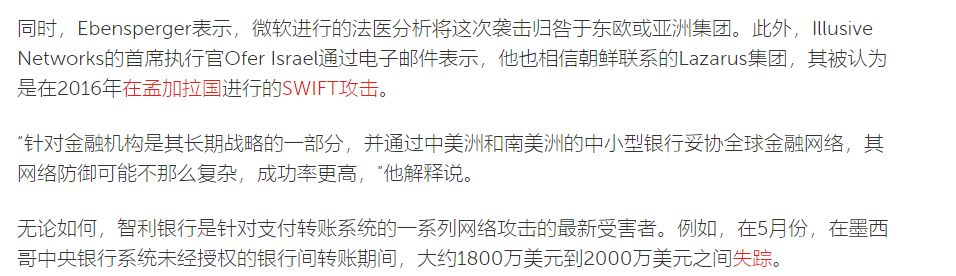 同时，Ebensperger表示，微软进行的法医分析将这次袭击归咎于东欧或亚洲集团。此外，Illusive
Networks的首席执行官Ofer Israel通过电子邮件表示，他也相信朝鲜联系的Lazarus集团，其被认为
是在2016年在孟加拉国进行的SWIFT攻击。
“针对金融机构是其长期战略的一部分，并通过中美洲和南美洲的中小型银行妥协全球金融网络，其
网络防御可能不那么复杂，成功率更高，”他解释说。
无论如何，智利银行是针对支付转账系统的一系列网络攻击的最新受害者。例如，在5月份，在墨西
哥中央银行系统未经授权的银行间转账期间，大约1800万美元到2000万美元之间失踪。